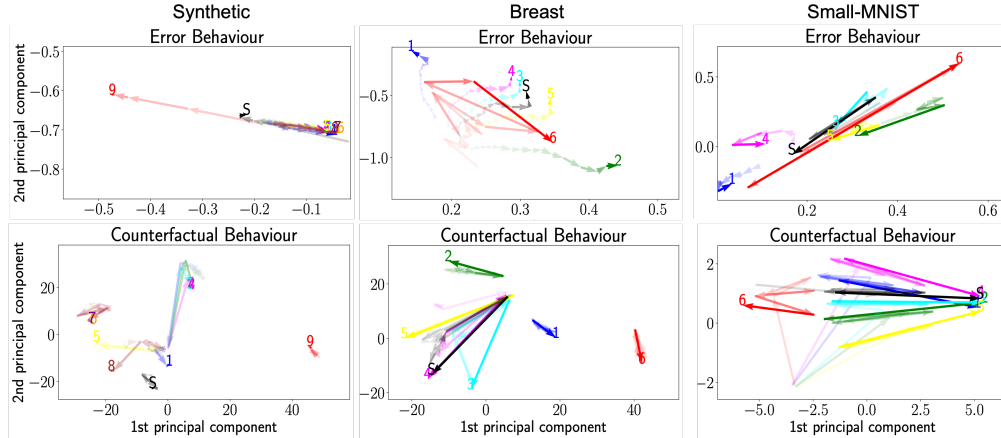 Synthetic Breast Small-MNIST
Error Behaviour Error Behaviour Error Behaviour
2nd principal component
−0.5
−0.6
−0.7
−0.8
9
S
−0.5 −0.4 −0.3 −0.2 −0.1
−0.5
−1.0
1
4
3
S
5
6
2
0.2 0.3 0.4 0.5
0.5
0.0
6
3
4
5
2
S
1
0.2 0.4 0.6
Counterfactual Behaviour Counterfactual Behaviour Counterfactual Behaviour
2nd principal component
20
0
−20
4
7
5
8
1
S
9
−20 0 20 40
1st principal component
20
0
−20
2
5
1
S
4
3
6
−20 0 20 40
1st principal component
2
0
−2
6
S
2
5
−5.0 −2.5 0.0 2.5 5.0
1st principal component